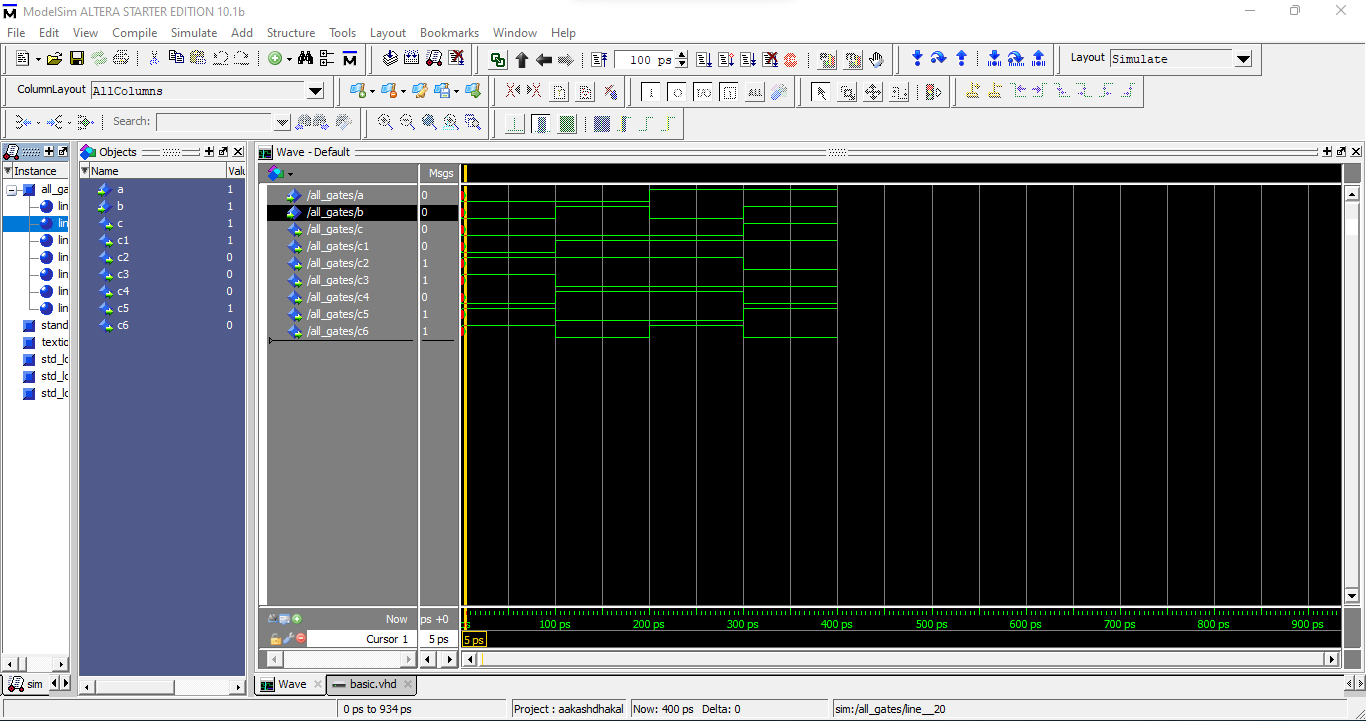 ModelSim ALTERA STARTER EDITION 10.1b
File Edit View Compile Simulate Add Structure Tools Layout Bookmarks Window Help
100 ps Layout Simulate
ColumnLayout AllColumns
Search:
Objects Wave - Default
Instance Name Valu Msgs
all_ga a 1 /all_gates/a 0
lin b 1 /all_gates/b 0
lin c 1 /all_gates/c 0
lin c1 1 /all_gates/c1 0
lin c2 0 /all_gates/c2 1
lin c3 0 /all_gates/c3 1
lin c4 0 /all_gates/c4 0
lin c5 1 /all_gates/c5 1
stand c6 0 /all_gates/c6 1
textio
std_lo
std_lo
std_lo
Now ps +0 100 ps 200 ps 300 ps 400 ps 500 ps 600 ps 700 ps 800 ps 900 ps
Cursor 1 5 ps 5 ps
sim Wave basic.vhd
0 ps to 934 ps Project : aakashdhakal Now: 400 ps Delta: 0 sim:/all_gates/line__20